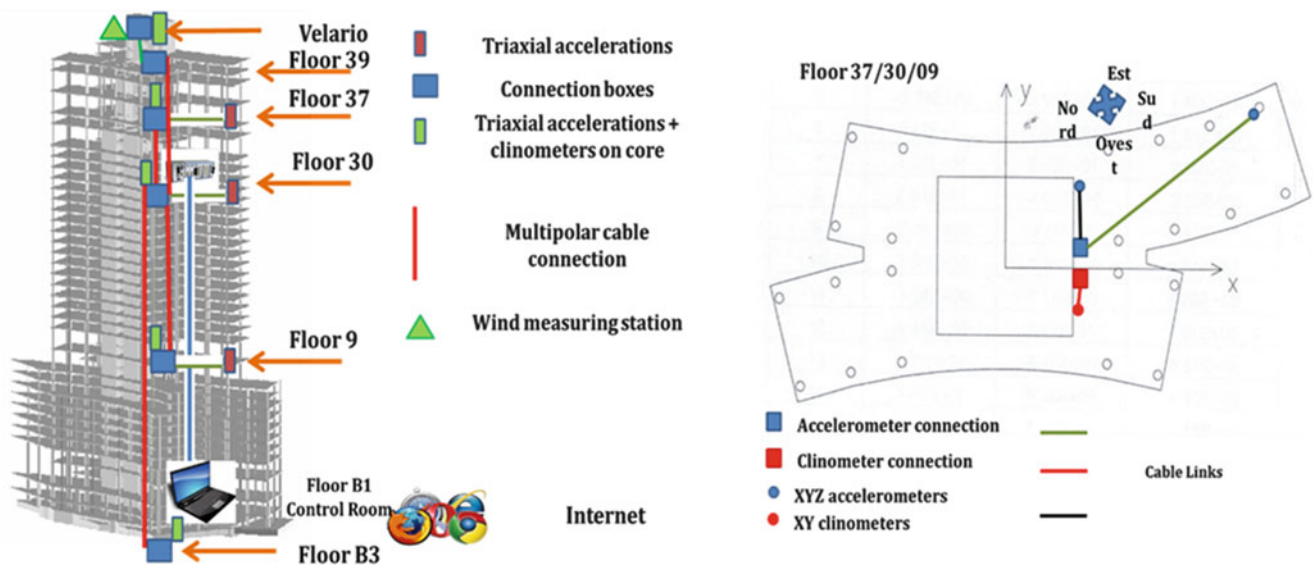 Velario
Floor 39
Floor 37
Floor 30
Floor 9
Floor B1
Control Room
Floor B3
Internet
Triaxial accelerations
Connection boxes
Triaxial accelerations +
clinometers on core
Multipolar cable
connection
Wind measuring station
Floor 37/30/09
y
x
Est
No
rd
Su
d
Oves
t
Accelerometer connection
Clinometer connection
XYZ accelerometers
XY clinometers
Cable Links